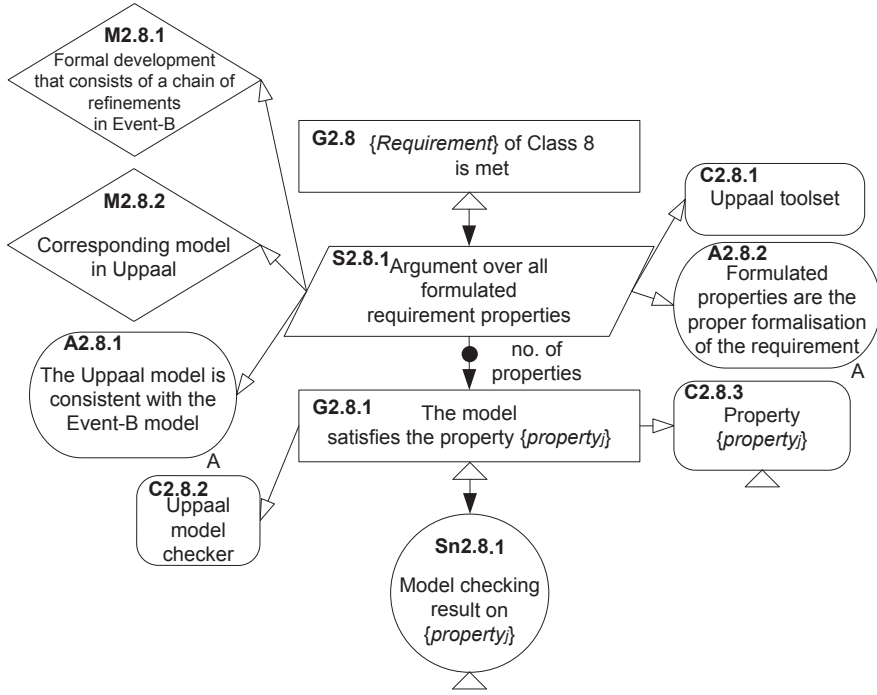 M2.8.1
Formal development
that consists of a chain of
refinements
in Event-B
G2.8
{Requirement} of Class 8
is met
C2.8.1
Uppaal toolset
M2.8.2
Corresponding model
in Uppaal
S2.8.1
Argument over all
formulated
requirement properties
A2.8.2
Formulated
properties are the
proper formalisation
of the requirement
A
A2.8.1
The Uppaal model is
consistent with the
Event-B model
A
no. of
properties
G2.8.1
The model
satisfies the property {propertyj}
C2.8.3
Property
{propertyj}
C2.8.2
Uppaal
model
checker
Sn2.8.1
Model checking
result on
{propertyj}